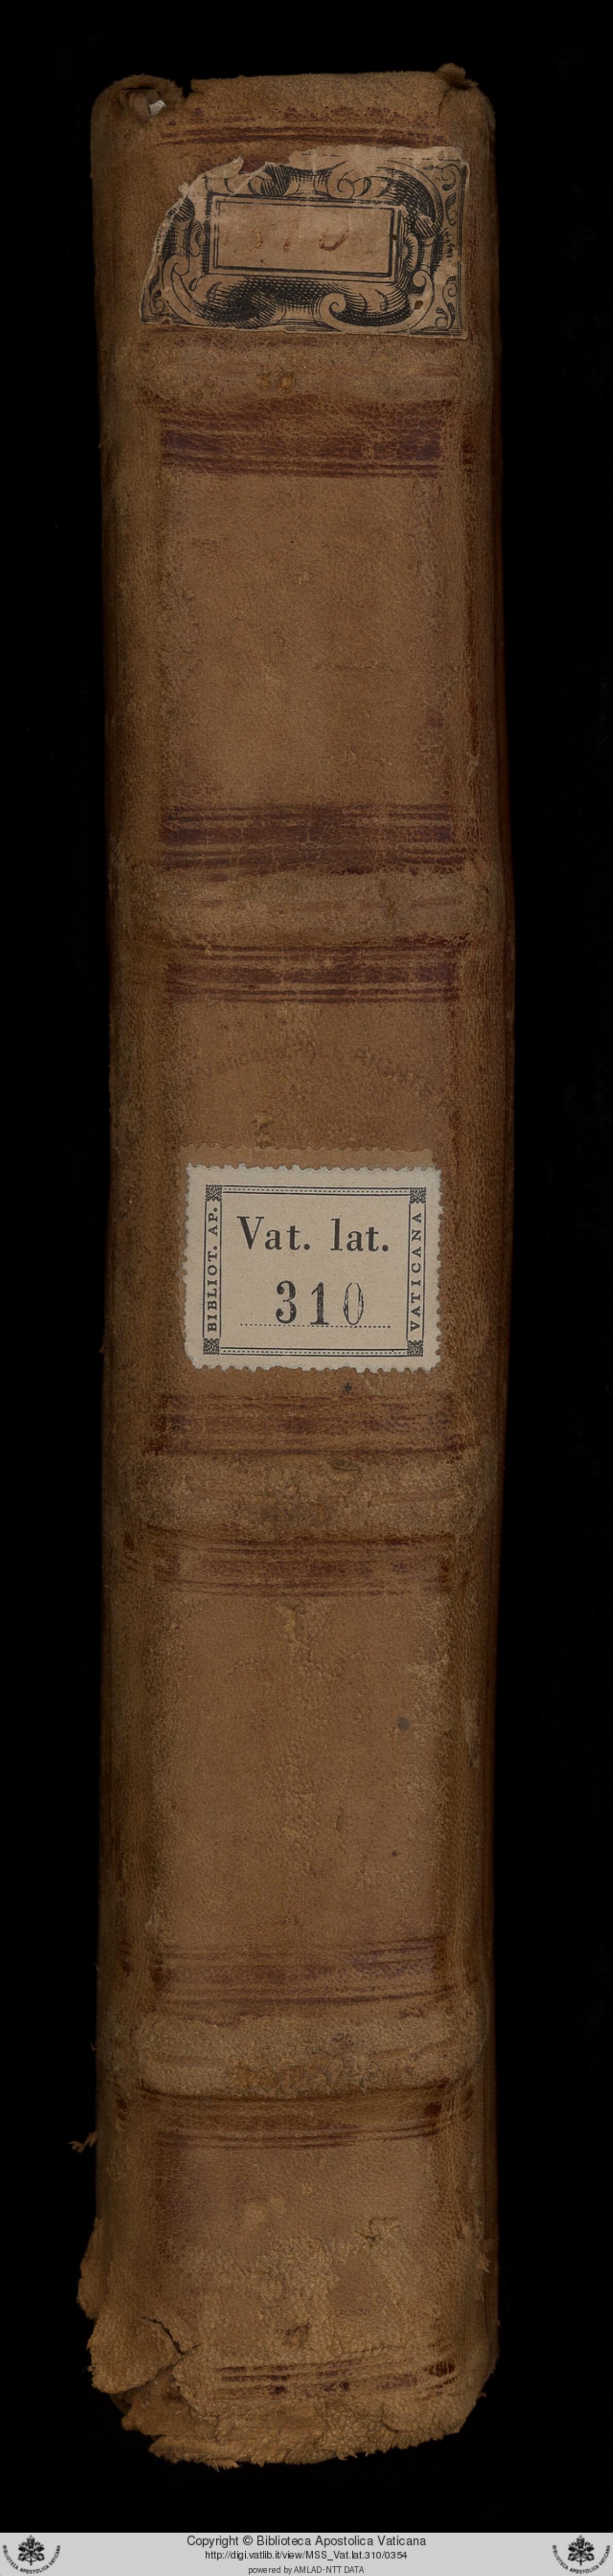 BIBLIOT. AP.
Vat. lat.
310
VATICANA
Copyright © Biblioteca Apostolica Vaticana
http://digi.vatlib.it/view/MSS_Vat.lat.310/0354
powered by AMLAD-NTT DATA